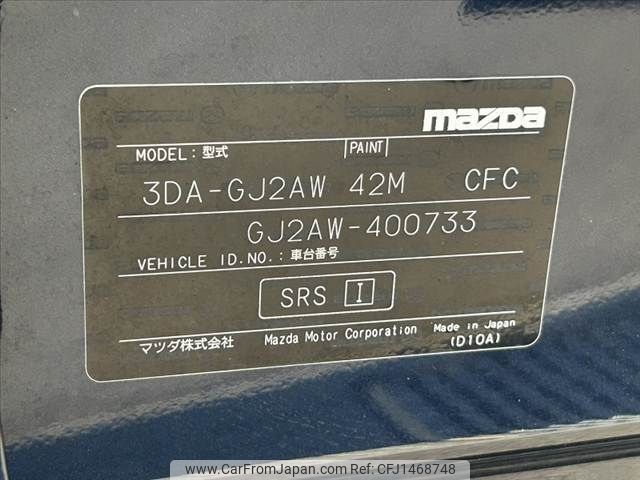 mazda
MODEL: 型式 PAINT
3DA-GJ2AW 42M CFC
GJ2AW-400733
VEHICLE ID.NO.: 車台番号
SRS I
マツダ株式会社 Mazda Motor Corporation Made in Japan
(D10A)
www.CarFromJapan.com | ID CFJ1468748